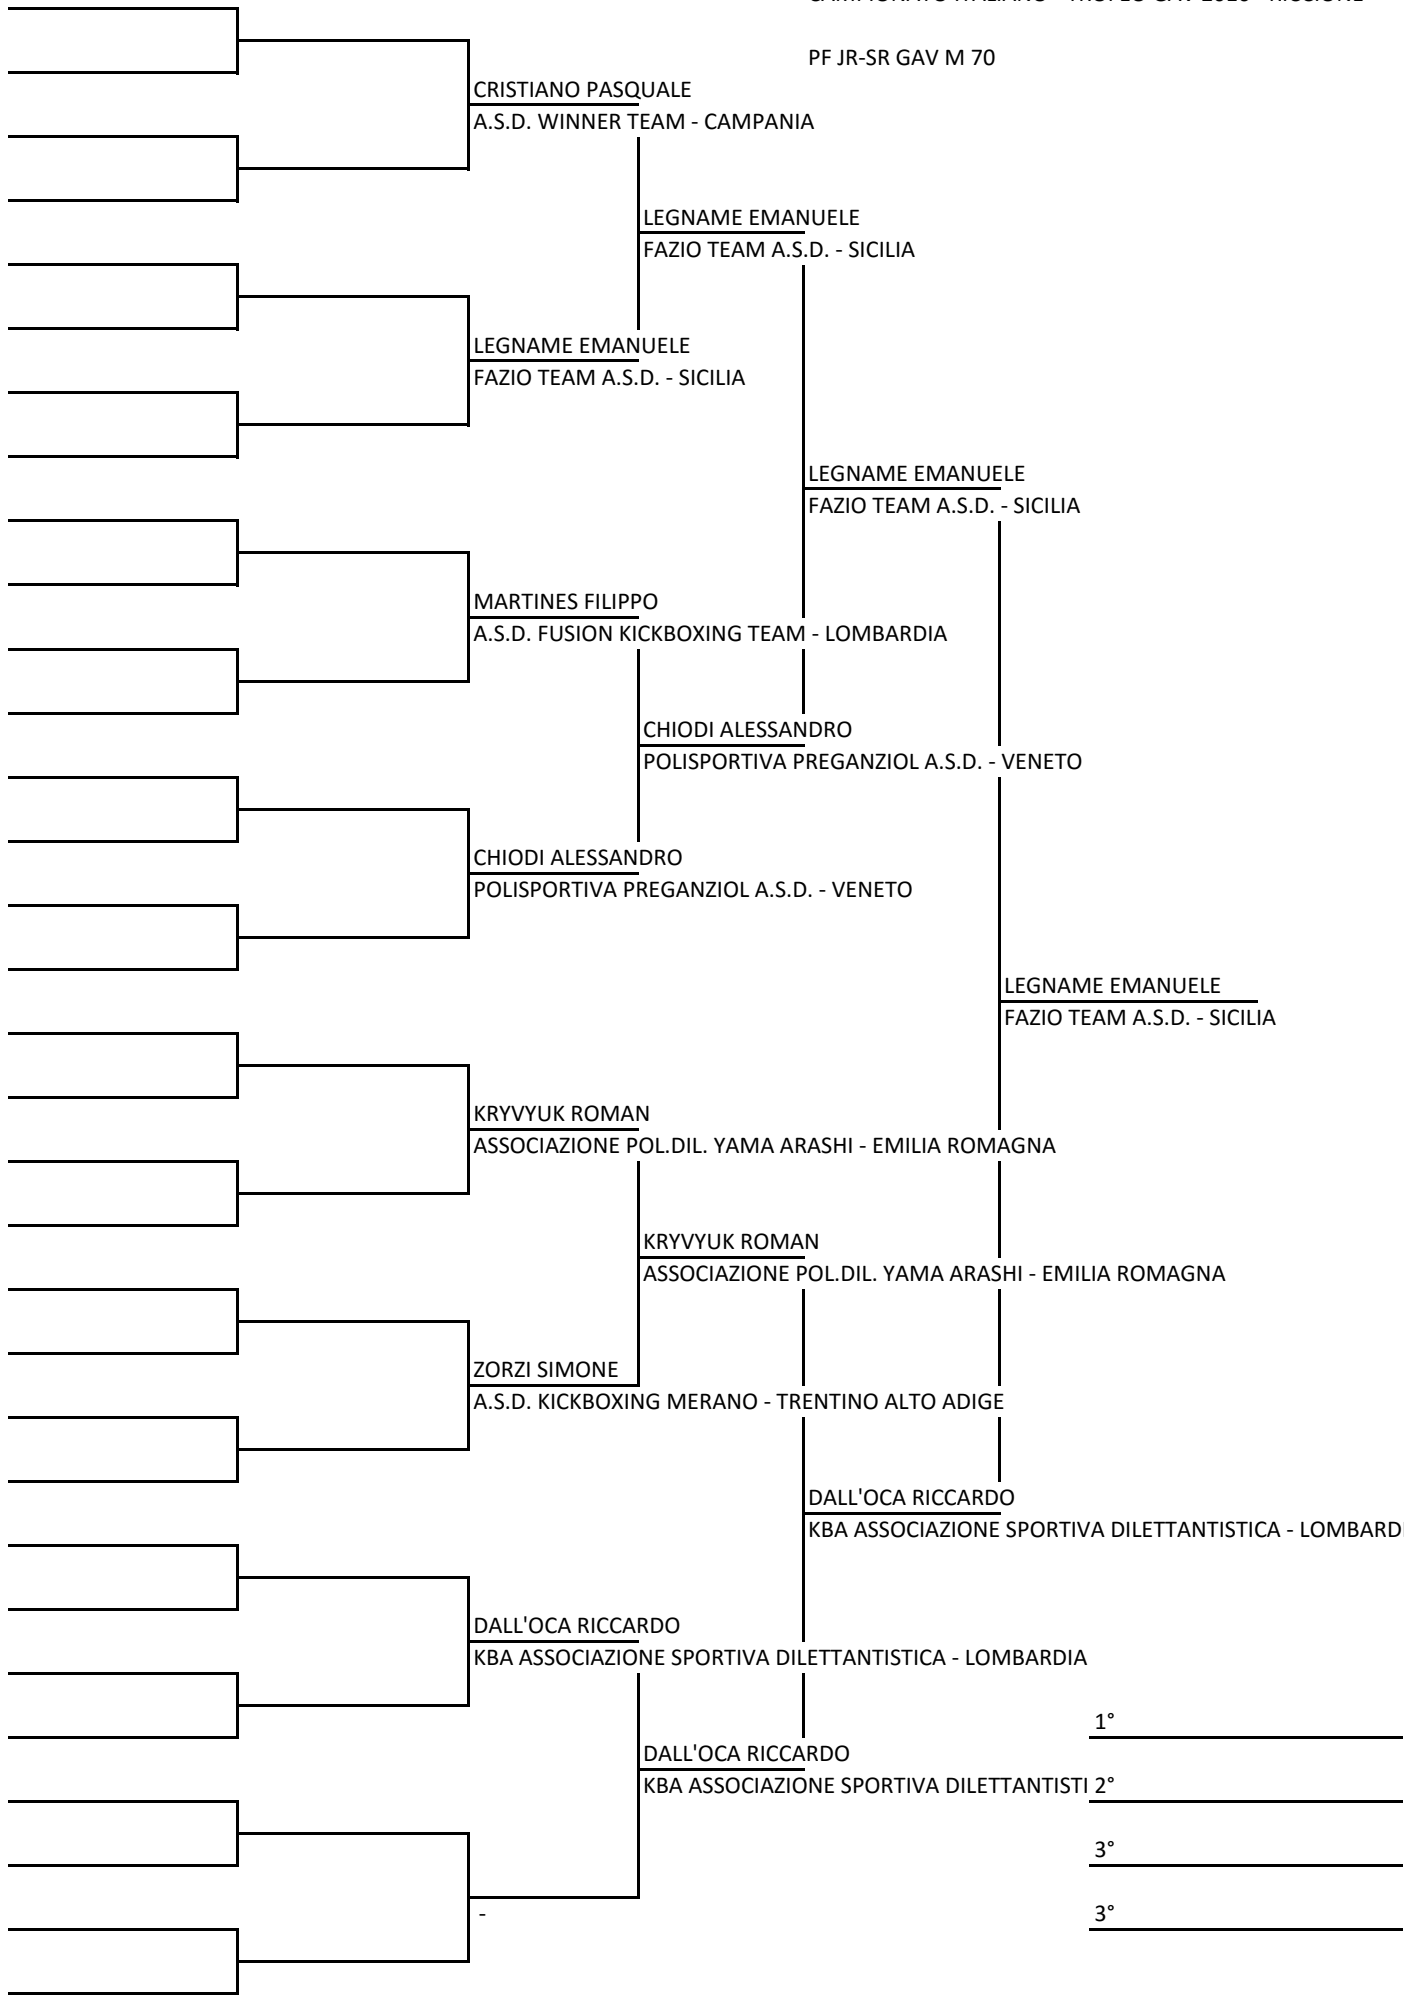 PF JR-SR GAV M 70
CRISTIANO PASQUALE
A.S.D. WINNER TEAM - CAMPANIA
LEGNAME EMANUELE
FAZIO TEAM A.S.D. - SICILIA
LEGNAME EMANUELE
FAZIO TEAM A.S.D. - SICILIA
LEGNAME EMANUELE
FAZIO TEAM A.S.D. - SICILIA
MARTINES FILIPPO
A.S.D. FUSION KICKBOXING TEAM - LOMBARDIA
CHIODI ALESSANDRO
POLISPORTIVA PREGANZIOL A.S.D. - VENETO
CHIODI ALESSANDRO
POLISPORTIVA PREGANZIOL A.S.D. - VENETO
LEGNAME EMANUELE
FAZIO TEAM A.S.D. - SICILIA
KRYVYUK ROMAN
ASSOCIAZIONE POL.DIL. YAMA ARASHI - EMILIA ROMAGNA
KRYVYUK ROMAN
ASSOCIAZIONE POL.DIL. YAMA ARASHI - EMILIA ROMAGNA
ZORZI SIMONE
A.S.D. KICKBOXING MERANO - TRENTINO ALTO ADIGE
DALL'OCA RICCARDO
KBA ASSOCIAZIONE SPORTIVA DILETTANTISTICA - LOMBARD
DALL'OCA RICCARDO
KBA ASSOCIAZIONE SPORTIVA DILETTANTISTICA - LOMBARDIA
1°
DALL'OCA RICCARDO
KBA ASSOCIAZIONE SPORTIVA DILETTANTISTI
2°
3°
-
3°